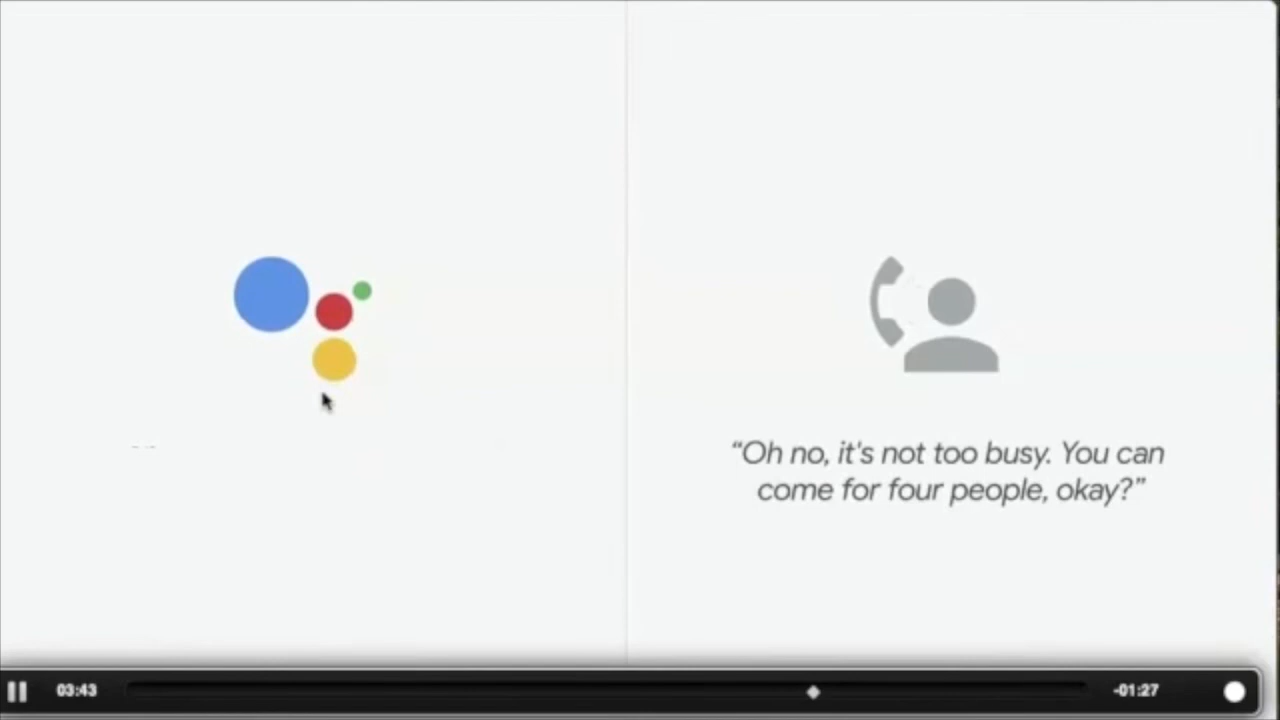 “Oh no, it's not too busy. You can
come for four people, okay?”
03:43
-01:27